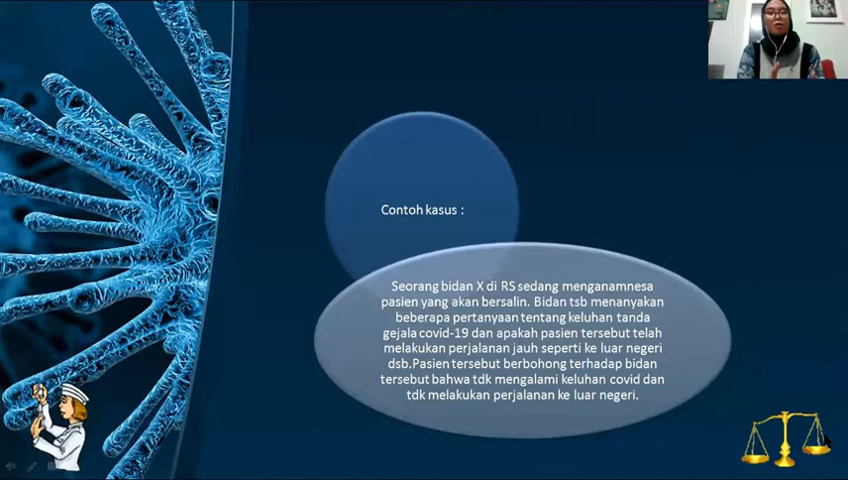 Contoh kasus :
Seorang bidan X di RS sedang menganamnesa
pasien yang akan bersalin. Bidan tsb menanyakan
beberapa pertanyaan tentang keluhan tanda
gejala covid-19 dan apakah pasien tersebut telah
melakukan perjalanan jauh seperti ke luar negeri
dsb.Pasien tersebut berbohong terhadap bidan
tersebut bahwa tdk mengalami keluhan covid dan
tdk melakukan perjalanan ke luar negeri.